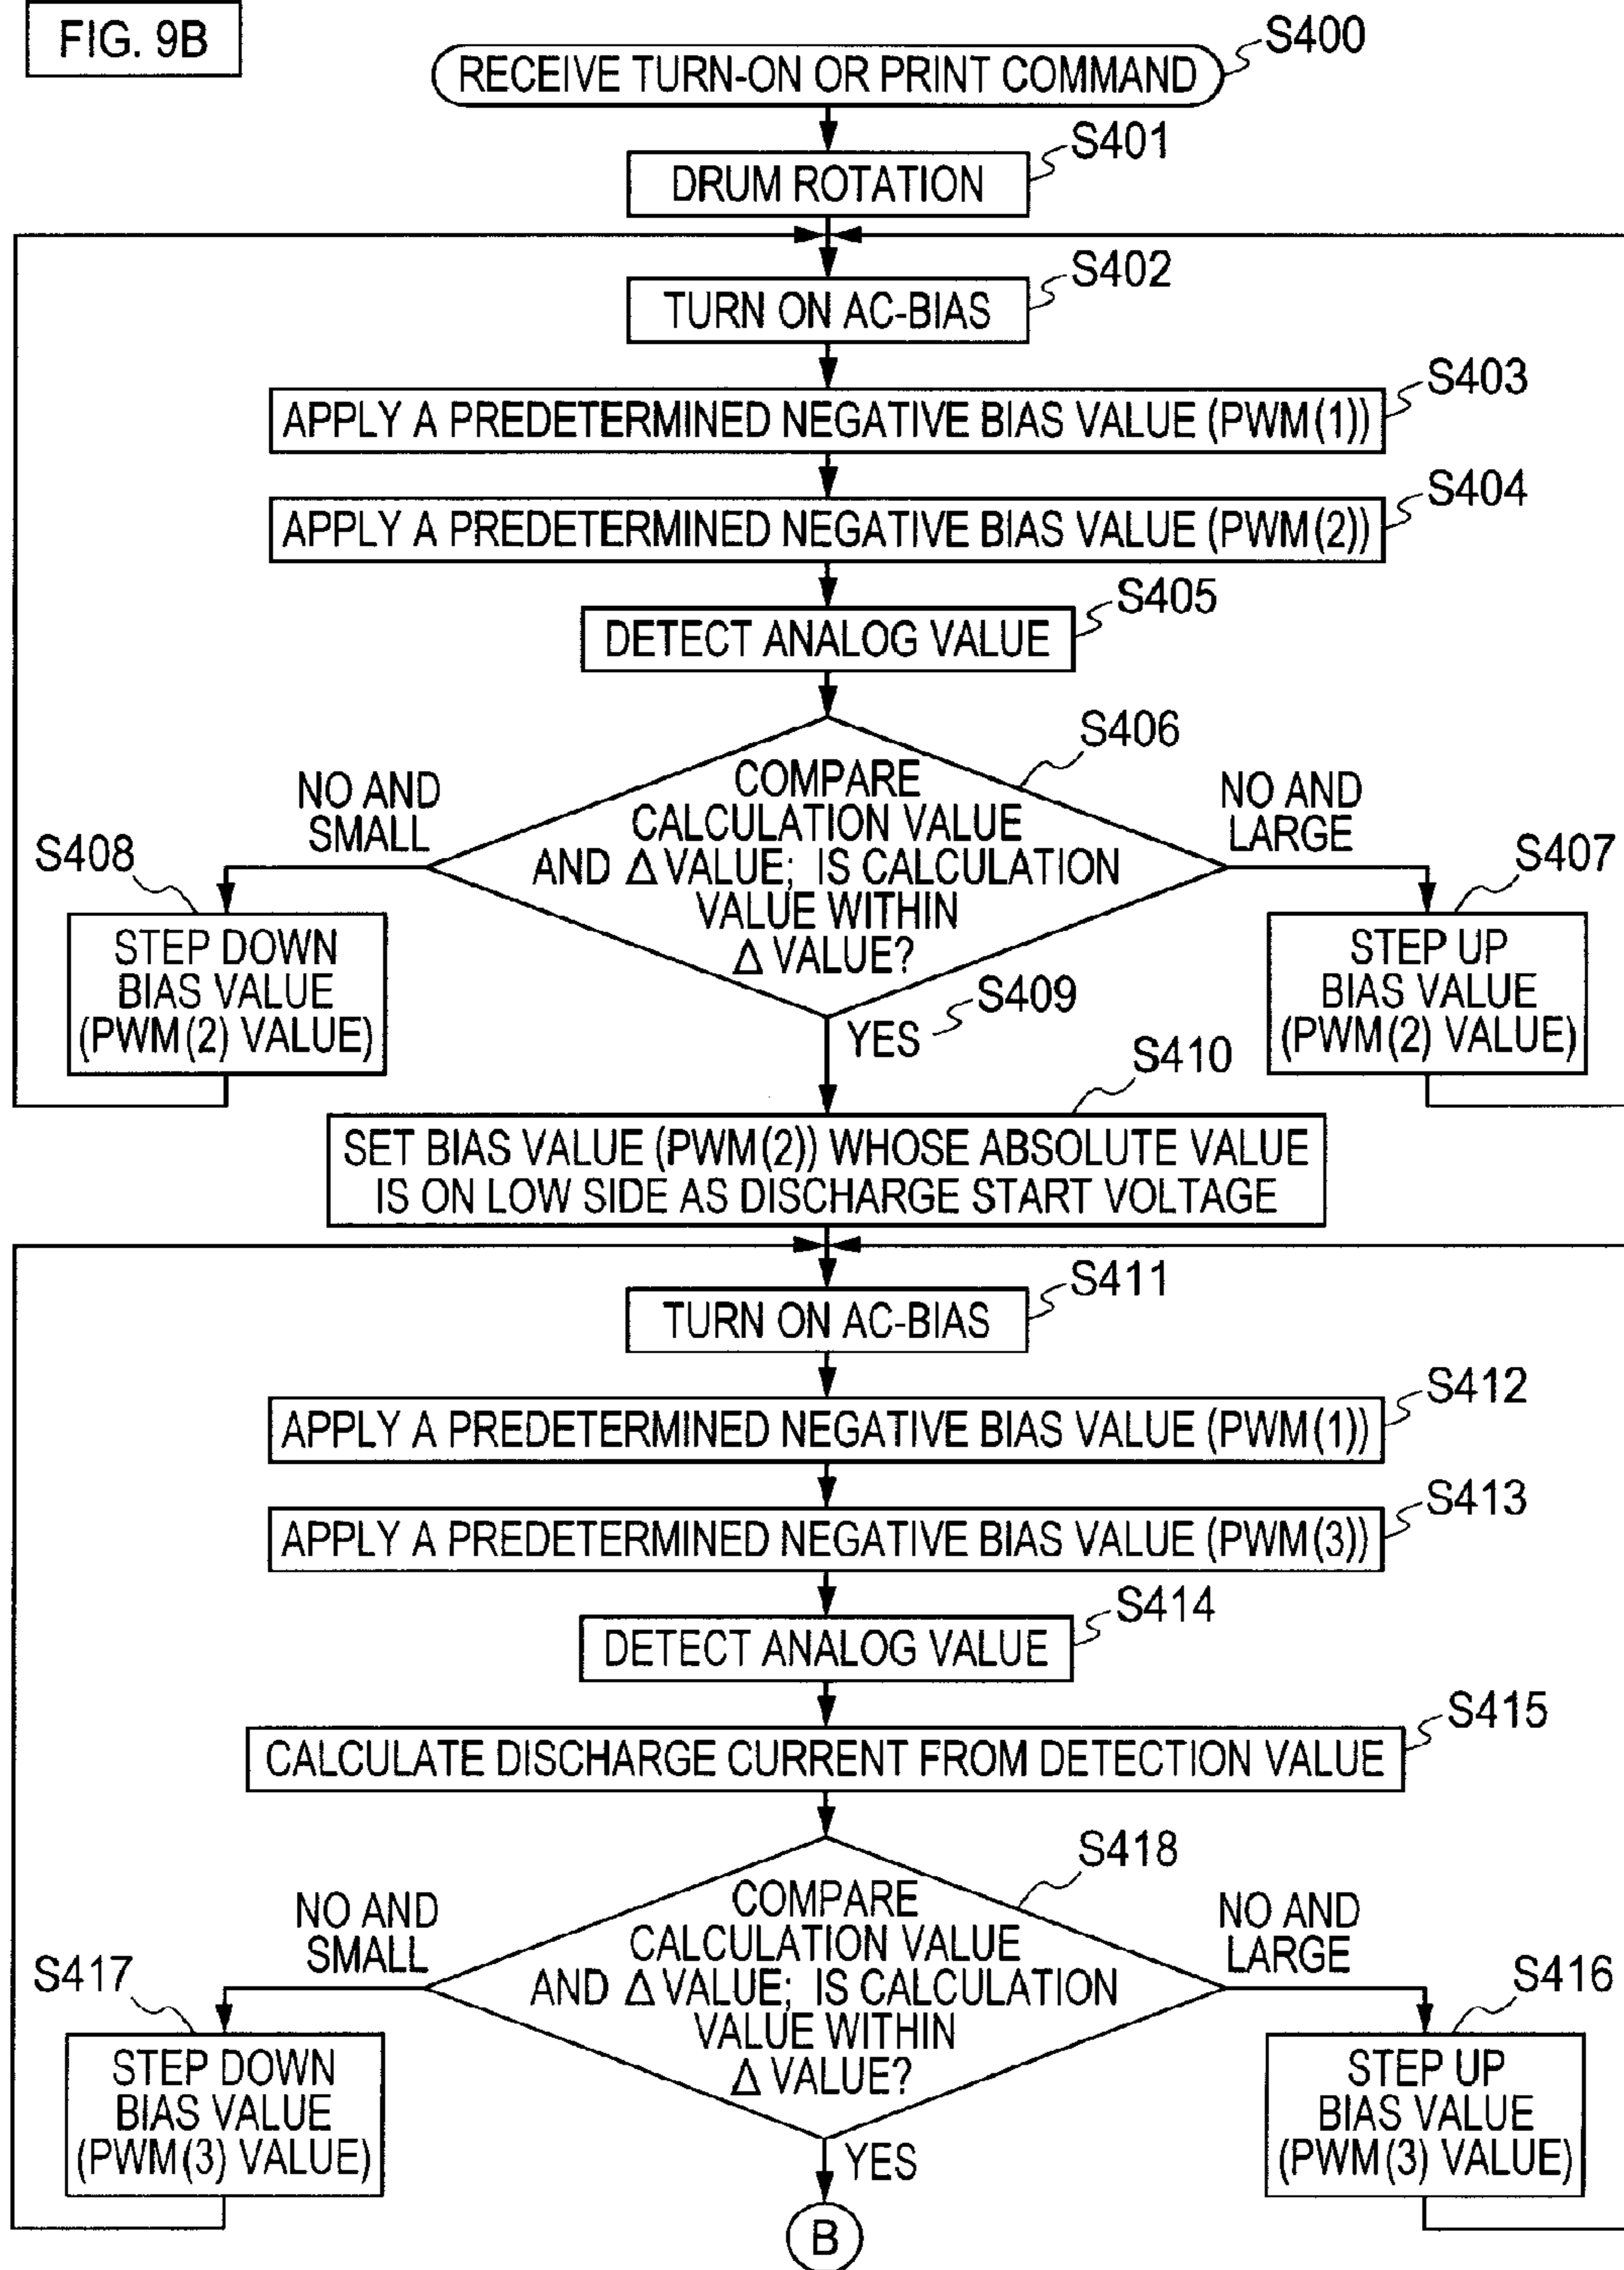 FIG. 9B
S400
RECEIVE TURN-ON OR PRINT COMMAND
S401
DRUM ROTATION
S402
TURN ON AC-BIAS
S403
APPLY A PREDETERMINED NEGATIVE BIAS VALUE (PWM(1))
S404
APPLY A PREDETERMINED NEGATIVE BIAS VALUE (PWM(2))
S405
DETECT ANALOG VALUE
S406
COMPARE
CALCULATION VALUE
AND Δ VALUE; IS CALCULATION
VALUE WITHIN
Δ VALUE?
NO AND
SMALL
NO AND
LARGE
S408
STEP DOWN
BIAS VALUE
(PWM(2) VALUE)
S407
STEP UP
BIAS VALUE
(PWM(2) VALUE)
YES
S409
S410
SET BIAS VALUE (PWM(2)) WHOSE ABSOLUTE VALUE
IS ON LOW SIDE AS DISCHARGE START VOLTAGE
S411
TURN ON AC-BIAS
S412
APPLY A PREDETERMINED NEGATIVE BIAS VALUE (PWM(1))
S413
APPLY A PREDETERMINED NEGATIVE BIAS VALUE (PWM(3))
S414
DETECT ANALOG VALUE
S415
CALCULATE DISCHARGE CURRENT FROM DETECTION VALUE
S418
COMPARE
CALCULATION VALUE
AND Δ VALUE; IS CALCULATION
VALUE WITHIN
Δ VALUE?
NO AND
SMALL
NO AND
LARGE
S417
STEP DOWN
BIAS VALUE
(PWM(3) VALUE)
S416
STEP UP
BIAS VALUE
(PWM(3) VALUE)
YES
B